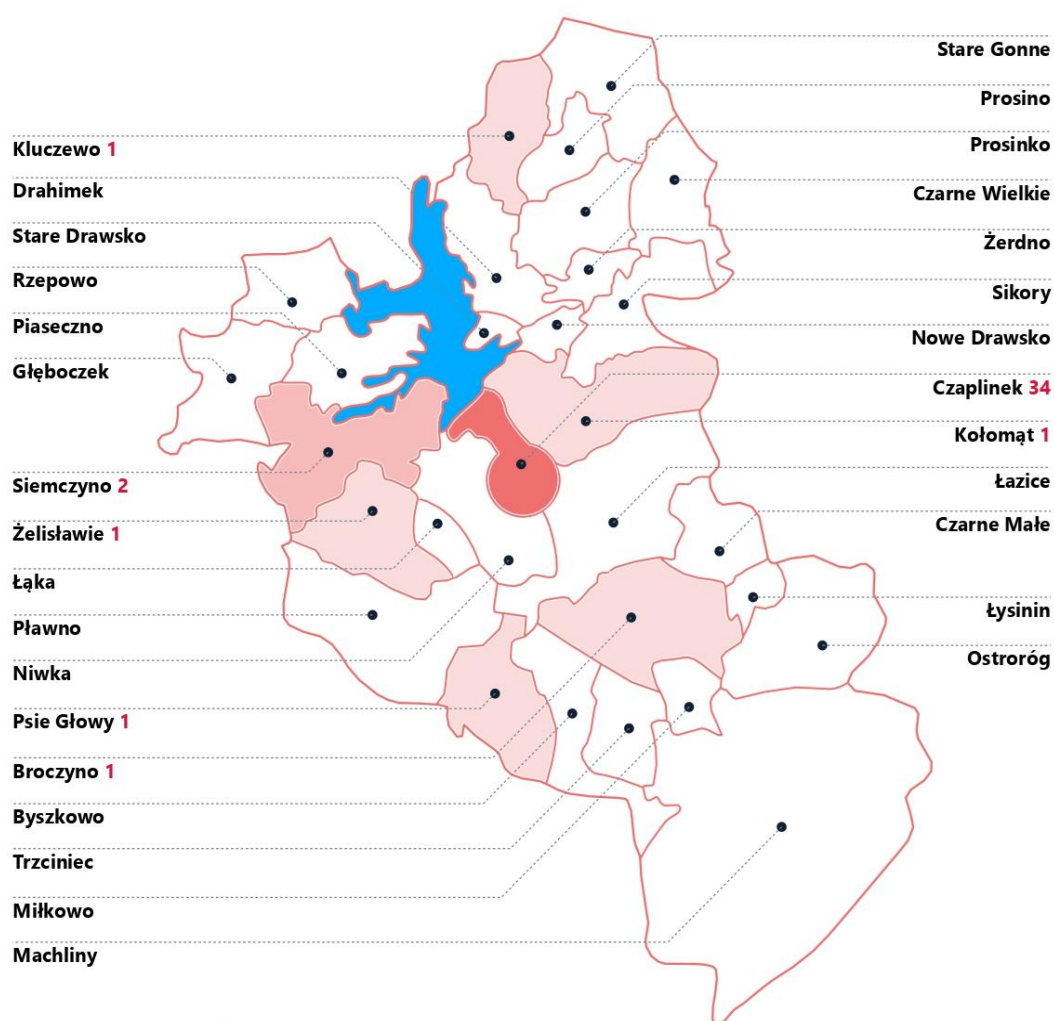 Kluczewo 1
Drahimek
Stare Drawsko
Rzepowo
Piaseczno
Głęboczek
Siemczyno 2
Żelisławie 1
Łąka
Pławno
Niwka
Psie Głowy 1
Broczyno 1
Byszkowo
Trzciniec
Miłkowo
Machliny
Stare Gonne
Prosino
Prosinko
Czarne Wielkie
Żerdno
Sikory
Nowe Drawsko
Czaplinek 34
Kołomąt 1
Łazice
Czarne Małe
Łysinin
Ostroróg